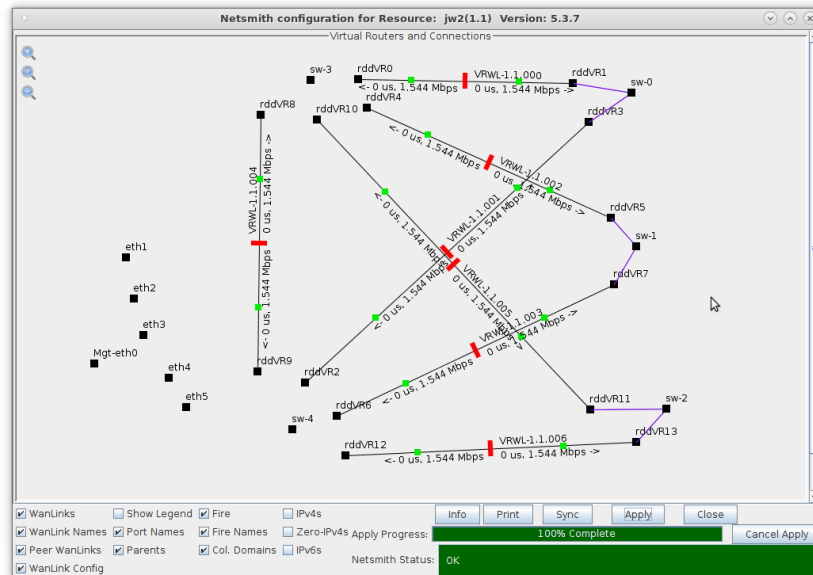 Netsmith configuration for Resource: jw2(1.1) Version: 5.3.7
Virtual Routers and Connections
sw-3
rddVR0
VRWL-1.1.000
rddVR1
<- 0 us, 1.544 Mbps
0 us, 1.544 Mbps ->
sw-0
rddVR8
rddVR10
rddVR4
rddVR3
<- 0 us, 1.544 Mbps
VRWL-1.1.002
0 us, 1.544 Mbps ->
VRWL-1.1.004
0 us, 1.544 Mbps ->
<- 0 us, 1.544 Mbps
<- 0 us, 1.544 Mbps
VRWL-1.1.001
0 us, 1.544 Mbps ->
<- 0 us, 1.544 Mbps
rddVR5
sw-1
rddVR7
eth1
eth2
eth3
Mgt-eth0
eth4
eth5
VRWL-1.1.005
0 us, 1.544 Mbps ->
VRWL-1.1.003
0 us, 1.544 Mbps ->
<- 0 us, 1.544 Mbps
rddVR9
rddVR2
rddVR6
rddVR11
sw-2
sw-4
rddVR12
VRWL-1.1.006
rddVR13
<- 0 us, 1.544 Mbps
0 us, 1.544 Mbps ->
WanLinks
Show Legend
Fire
IPv4s
Info
Print
Sync
Apply
Close
WanLink Names
Port Names
Fire Names
Zero-IPv4s
Apply Progress:
100% Complete
Cancel Apply
Peer WanLinks
Parents
Col. Domains
IPv6s
WanLink Config
Netsmith Status:
OK